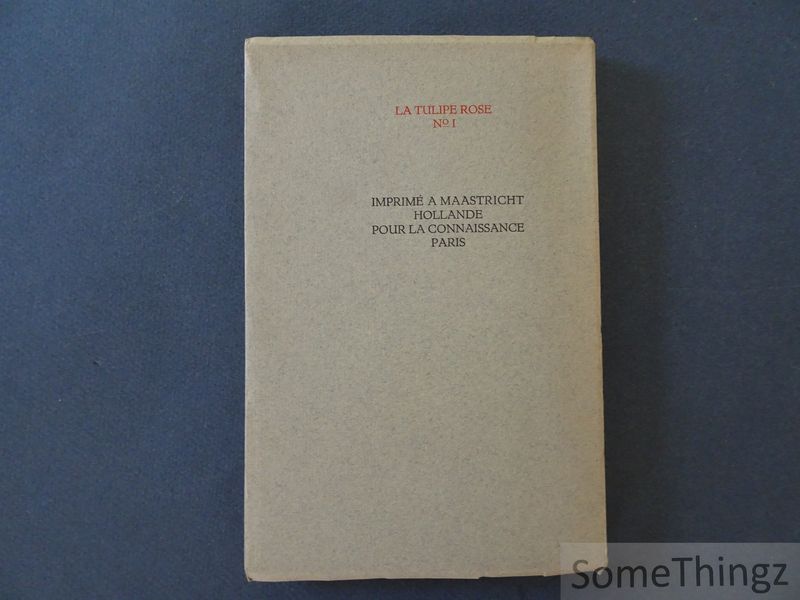 LA TULIPE ROSE
Nº I
IMPRIMÉ A MAASTRICHT
HOLLANDE
POUR LA CONNAISSANCE
PARIS
SomeThingz